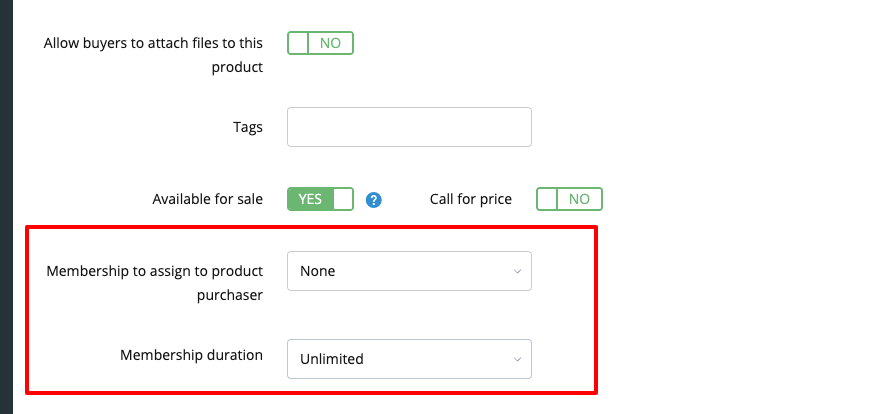 Allow buyers to attach files to this NO
product
Tags
Available for sale YES ? Call for price NO
Membership to assign to product None
purchaser
Membership duration Unlimited